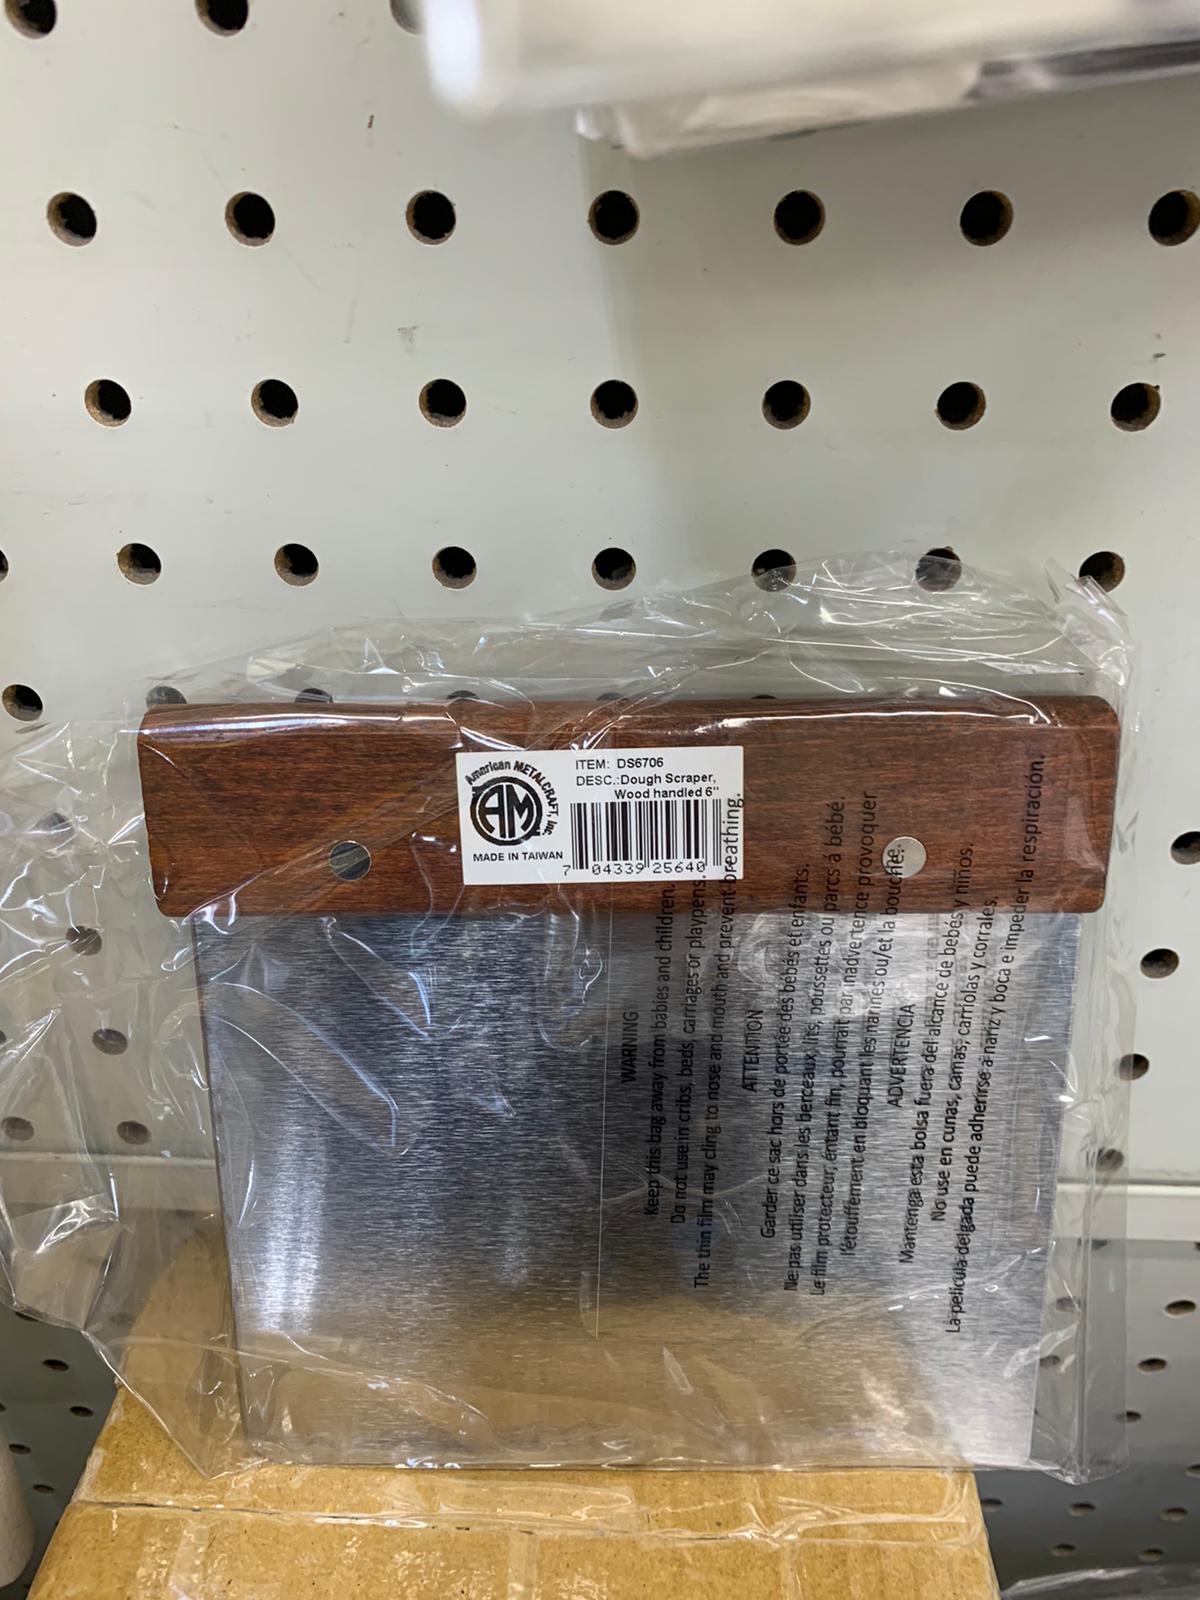 American METALCRAFT, Inc.
AM
MADE IN TAIWAN
ITEM: DS6706
DESC.:Dough Scraper,
Wood handled 6"
7 04339 25640
WARNING
Keep this bag away from babies and children.
Do not use in cribs, beds, carriages or playpens.
The thin film may cling to nose and mouth and prevent breathing.
ATTENTION
Garder ce sac hors de portée des bébés et enfants.
Ne pas utiliser dans les berceaux, lits, poussettes ou parcs á bébé.
Le film protecteur, éntant fin, pourrait par inadvertence provoquer
l'étouffement en bloquant les narines ou/et la bouche.
ADVERTENCIA
Mantenga esta bolsa fuera del alcance de bebés y niños.
No use en cunas, camas, carriolas y corrales.
La película delgada puede adherirse a nariz y boca e impeder la respiración.